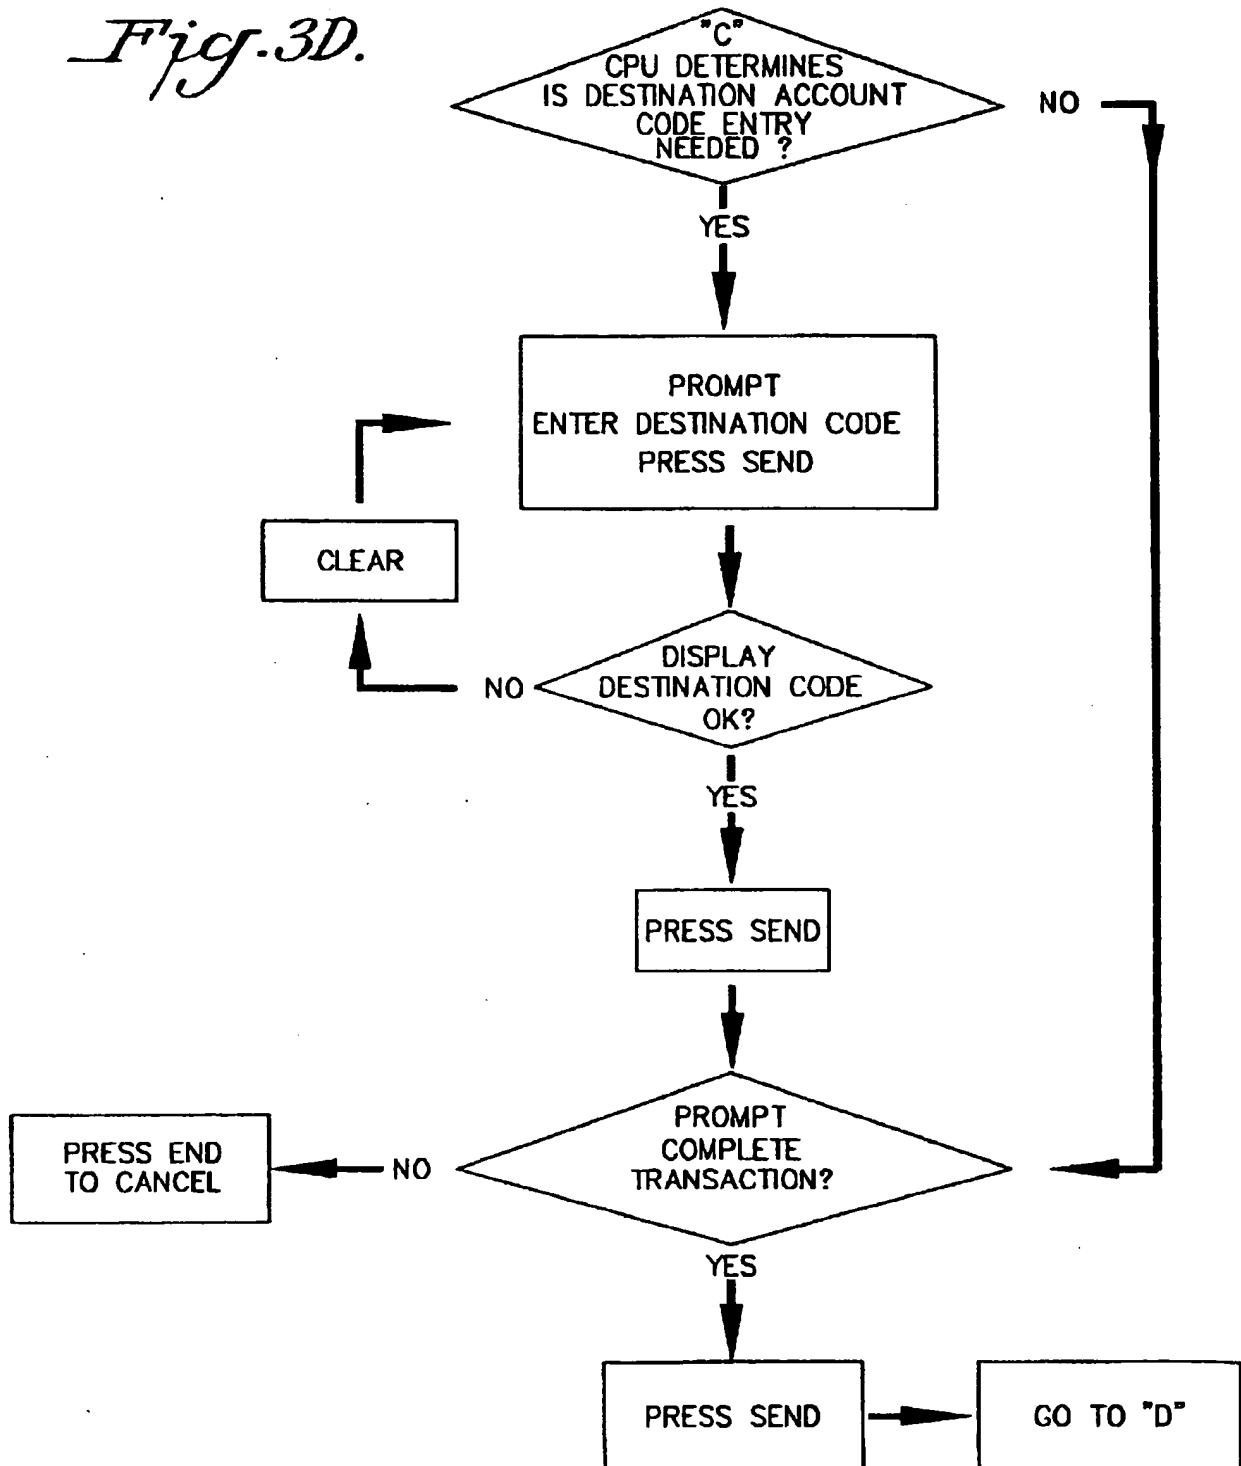 Fig. 3D.
"C"
CPU DETERMINES
IS DESTINATION ACCOUNT
CODE ENTRY
NEEDED ?
NO
YES
PROMPT
ENTER DESTINATION CODE
PRESS SEND
CLEAR
DISPLAY
DESTINATION CODE
OK?
NO
YES
PRESS SEND
PROMPT
COMPLETE
TRANSACTION?
NO
PRESS END
TO CANCEL
YES
PRESS SEND
GO TO "D"